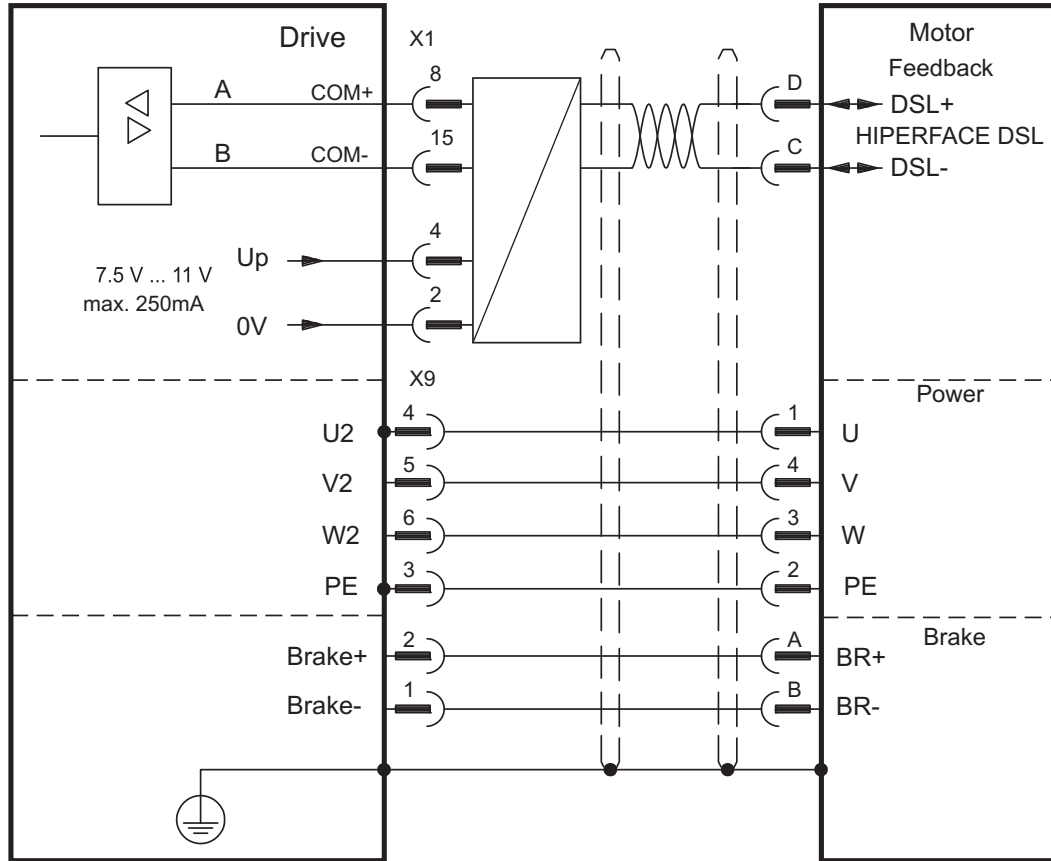 Drive
X1
Motor
Feedback
A
COM+
8
D
DSL+
HIPERFACE DSL
B
COM-
15
C
DSL-
Up
4
7.5 V ... 11 V
max. 250mA
0V
2
X9
Power
U2
4
1
U
V2
5
4
V
W2
6
3
W
PE
3
2
PE
Brake
Brake+
2
A
BR+
Brake-
1
B
BR-